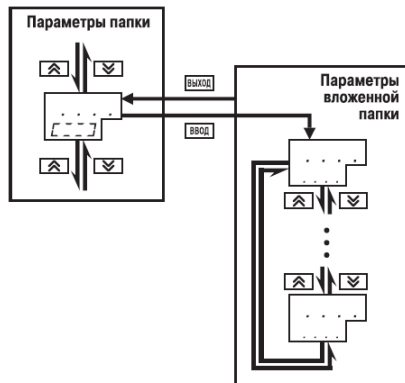 Параметры папки
ВЫХОД
ВВОД
Параметры
вложенной
папки